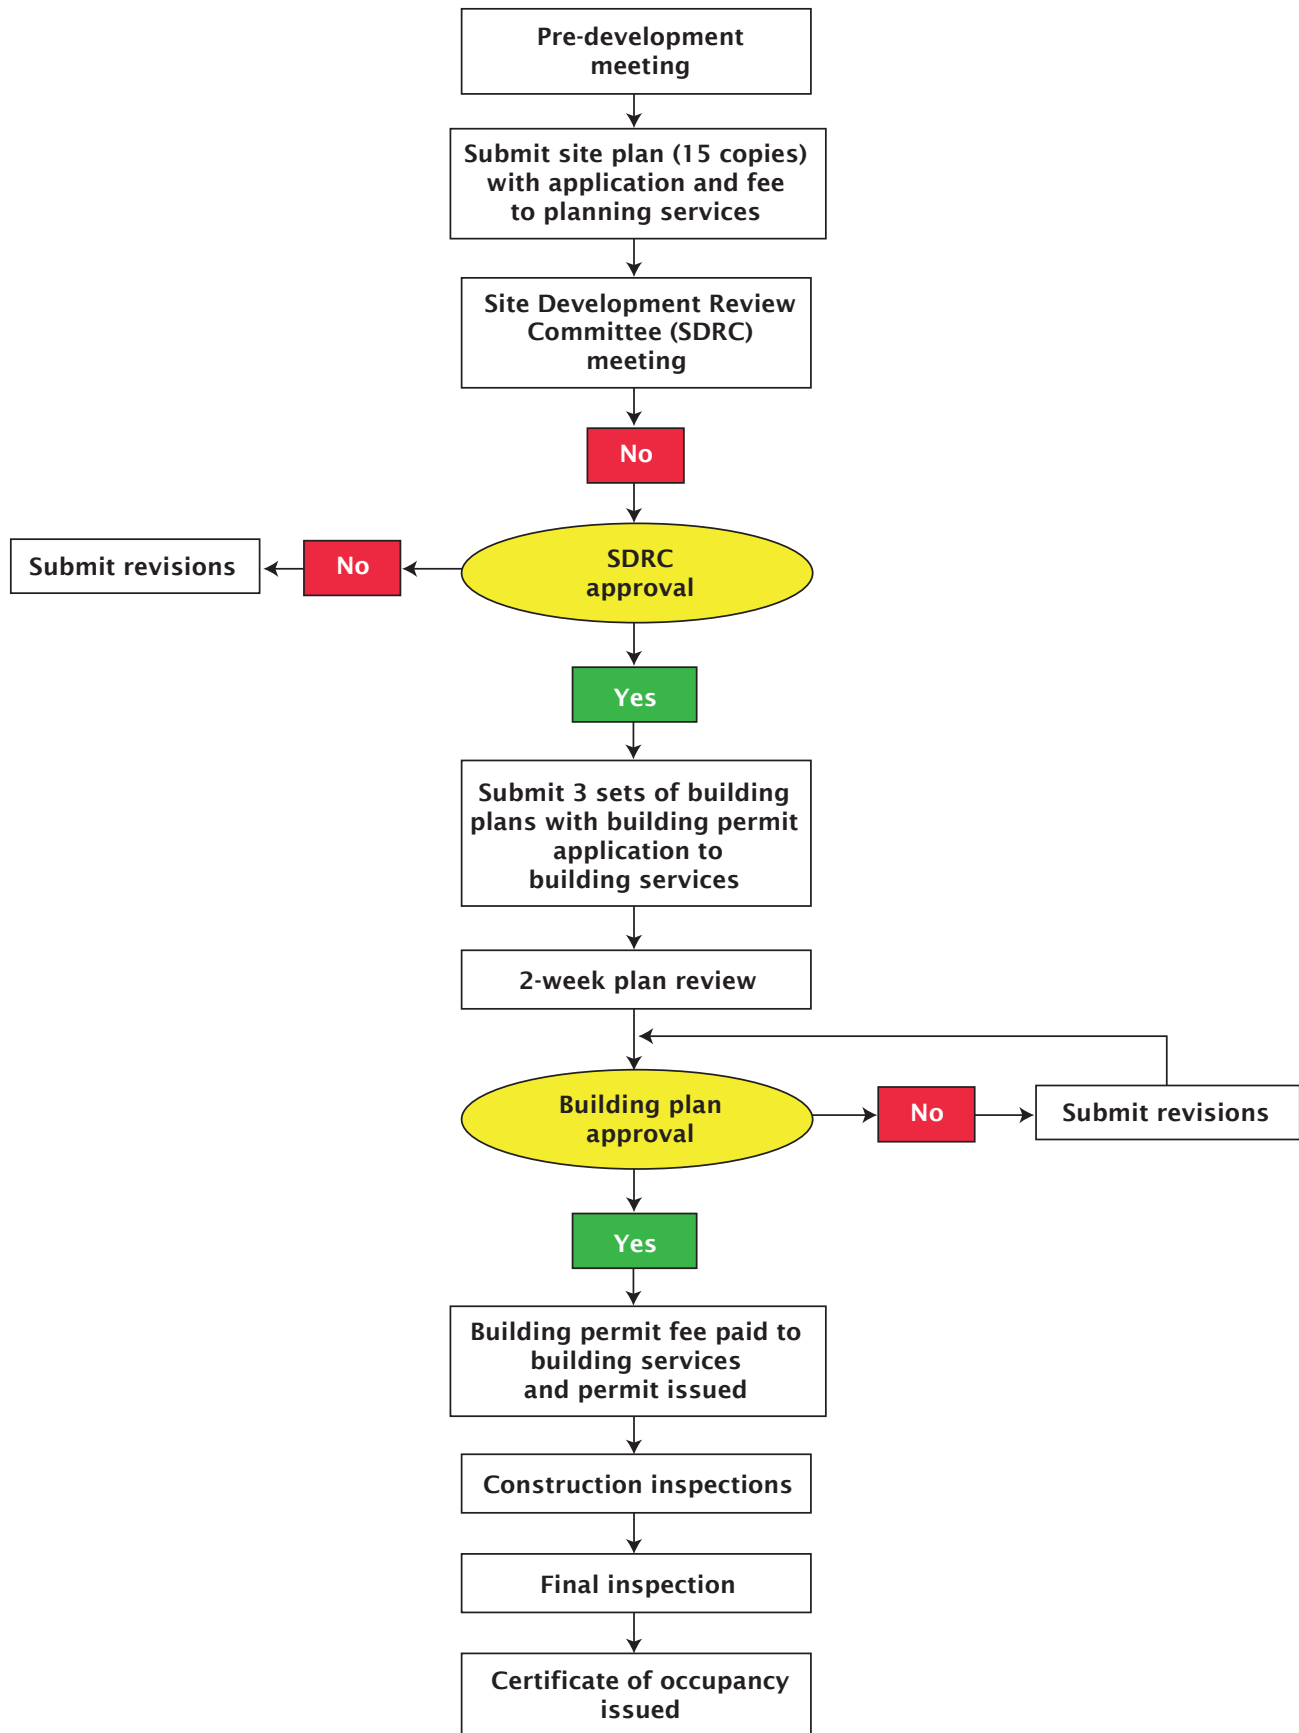 Pre-development
meeting
Submit site plan (15 copies)
with application and fee
to planning services
Site Development Review
Committee (SDRC)
meeting
No
SDRC
approval
No
Submit revisions
Yes
Submit 3 sets of building
plans with building permit
application to
building services
2-week plan review
Building plan
approval
No
Submit revisions
Yes
Building permit fee paid to
building services
and permit issued
Construction inspections
Final inspection
Certificate of occupancy
issued